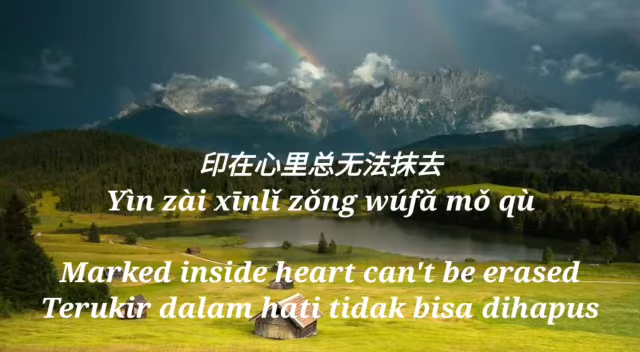 印在心里总无法抹去
Yìn zài xīnlǐ zǒng wúfǎ mǒ qù
Marked inside heart can't be erased
Terukir dalam hati tidak bisa dihapus